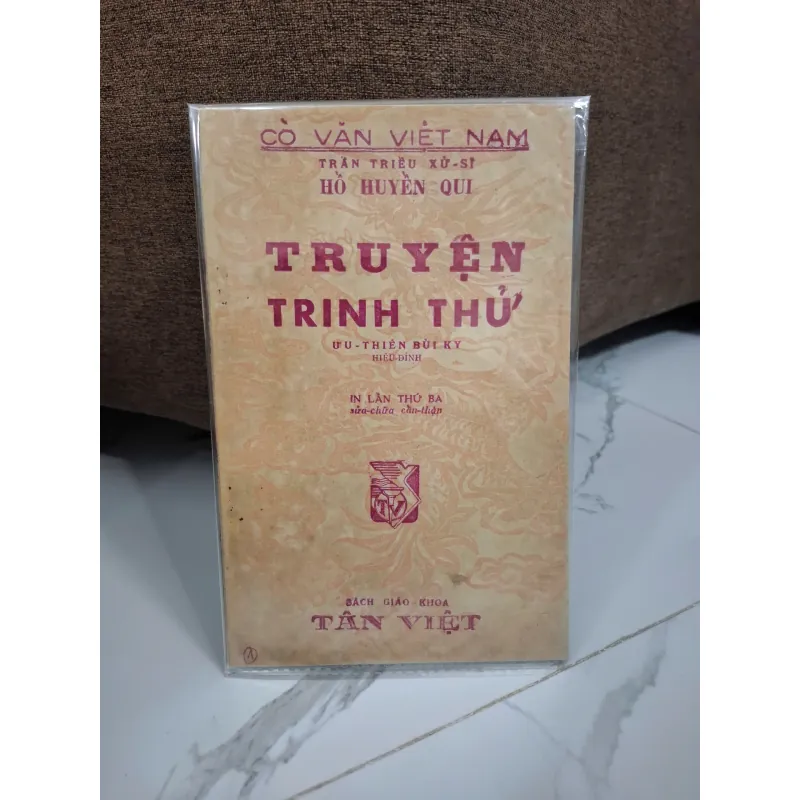 CỔ VĂN VIỆT NAM
TRẦN TRIỀU XỬ-SĨ
HỒ HUYỀN QUI
TRUYỆN
TRINH THỬ
ƯU-THIÊN BÙI KỶ
HIỆU-ĐÍNH
IN LẦN THỨ BA
sửa-chữa cẩn-thận
TV
SÁCH GIÁO KHOA
TÂN VIỆT